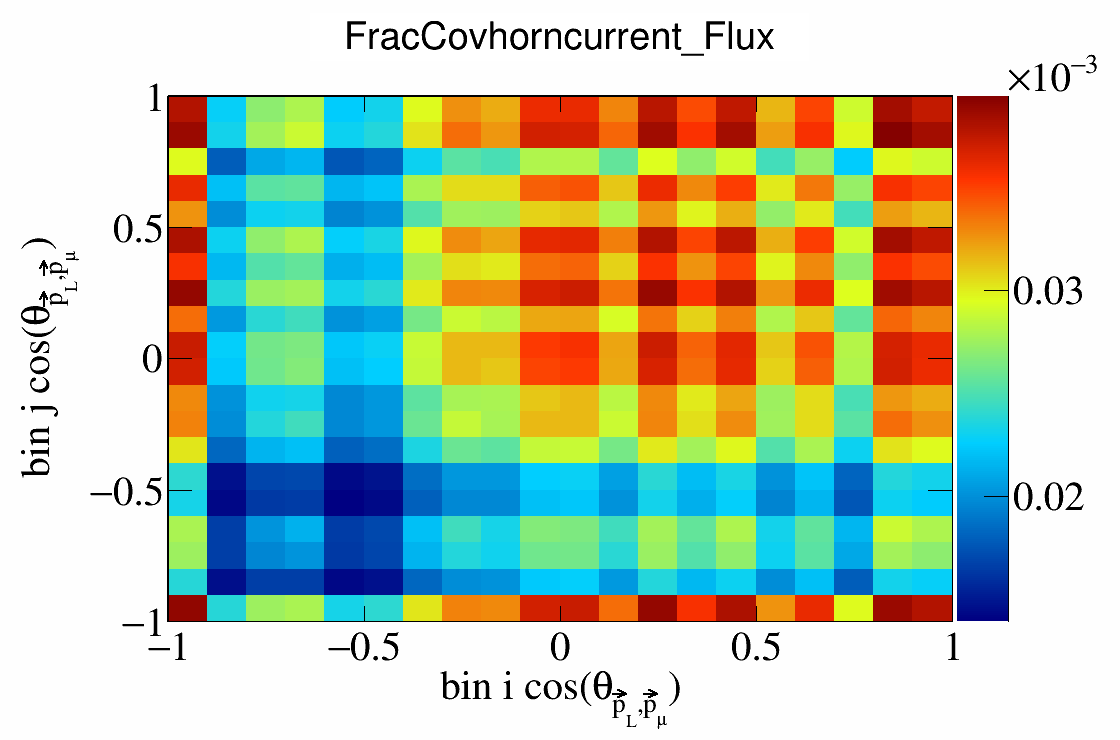 FracCovhorncurrent_Flux
×10⁻³
bin j cos(θ_{p⃗_L,p⃗_μ})
1
0.5
0
−0.5
−1
0.03
0.02
−1 −0.5 0 0.5 1
bin i cos(θ_{p⃗_L,p⃗_μ})